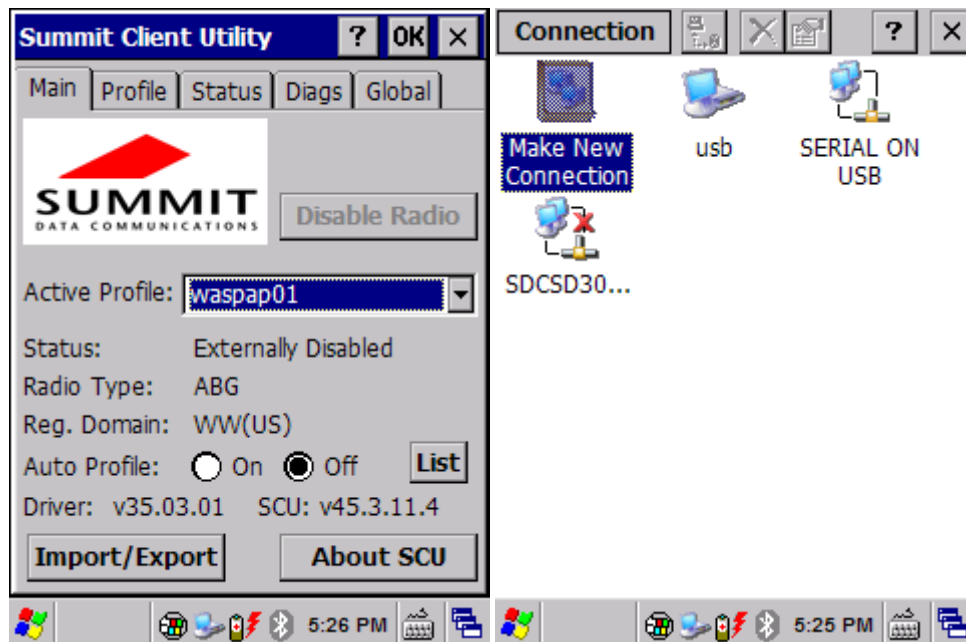 Summit Client Utility ? OK ×
Main Profile Status Diags Global
SUMMIT
DATA COMMUNICATIONS
Disable Radio
Active Profile: waspap01
Status: Externally Disabled
Radio Type: ABG
Reg. Domain: WW(US)
Auto Profile: On Off List
Driver: v35.03.01 SCU: v45.3.11.4
Import/Export About SCU
5:26 PM
Connection ? ×
Make New
Connection
usb
SERIAL ON
USB
SDCSD30...
5:25 PM